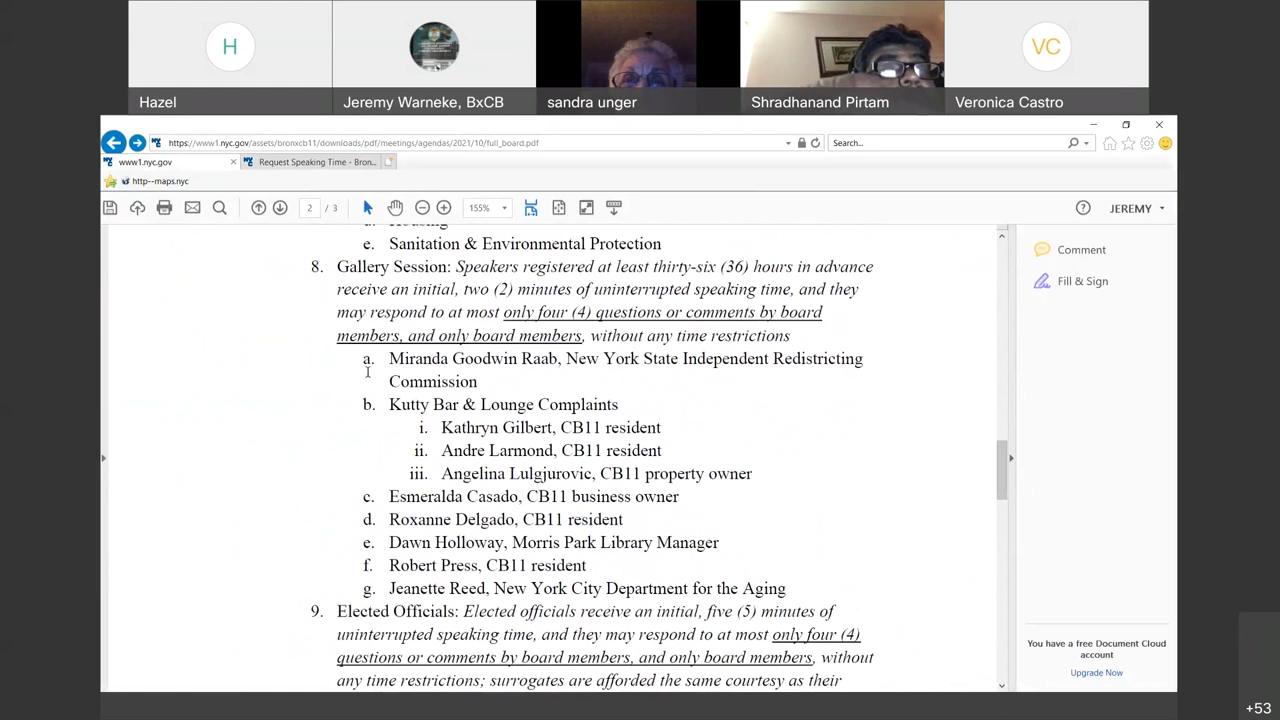 H
VC
Hazel
Jeremy Warneke, BxCB
sandra unger
Shradhanand Pirtam
Veronica Castro
https://www1.nyc.gov/assets/bronxcb11/downloads/pdf/meetings/agendas/2021/10/full_board.pdf
Search...
www1.nyc.gov
Request Speaking Time - Bron...
http--maps.nyc
2 / 3
155%
JEREMY
Housing
e. Sanitation & Environmental Protection
8. Gallery Session: Speakers registered at least thirty-six (36) hours in advance
receive an initial, two (2) minutes of uninterrupted speaking time, and they
may respond to at most only four (4) questions or comments by board
members, and only board members, without any time restrictions
a. Miranda Goodwin Raab, New York State Independent Redistricting
Commission
b. Kutty Bar & Lounge Complaints
i. Kathryn Gilbert, CB11 resident
ii. Andre Larmond, CB11 resident
iii. Angelina Lulgjurovic, CB11 property owner
c. Esmeralda Casado, CB11 business owner
d. Roxanne Delgado, CB11 resident
e. Dawn Holloway, Morris Park Library Manager
f. Robert Press, CB11 resident
g. Jeanette Reed, New York City Department for the Aging
9. Elected Officials: Elected officials receive an initial, five (5) minutes of
uninterrupted speaking time, and they may respond to at most only four (4)
questions or comments by board members, and only board members, without
any time restrictions; surrogates are afforded the same courtesy as their
Comment
Fill & Sign
You have a free Document Cloud
account
Upgrade Now
+53